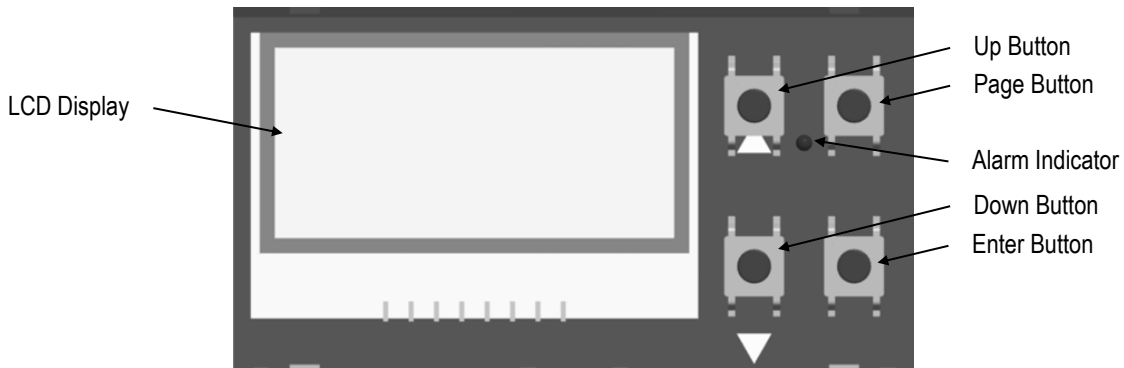 Up Button
Page Button
LCD Display
Alarm Indicator
Down Button
Enter Button